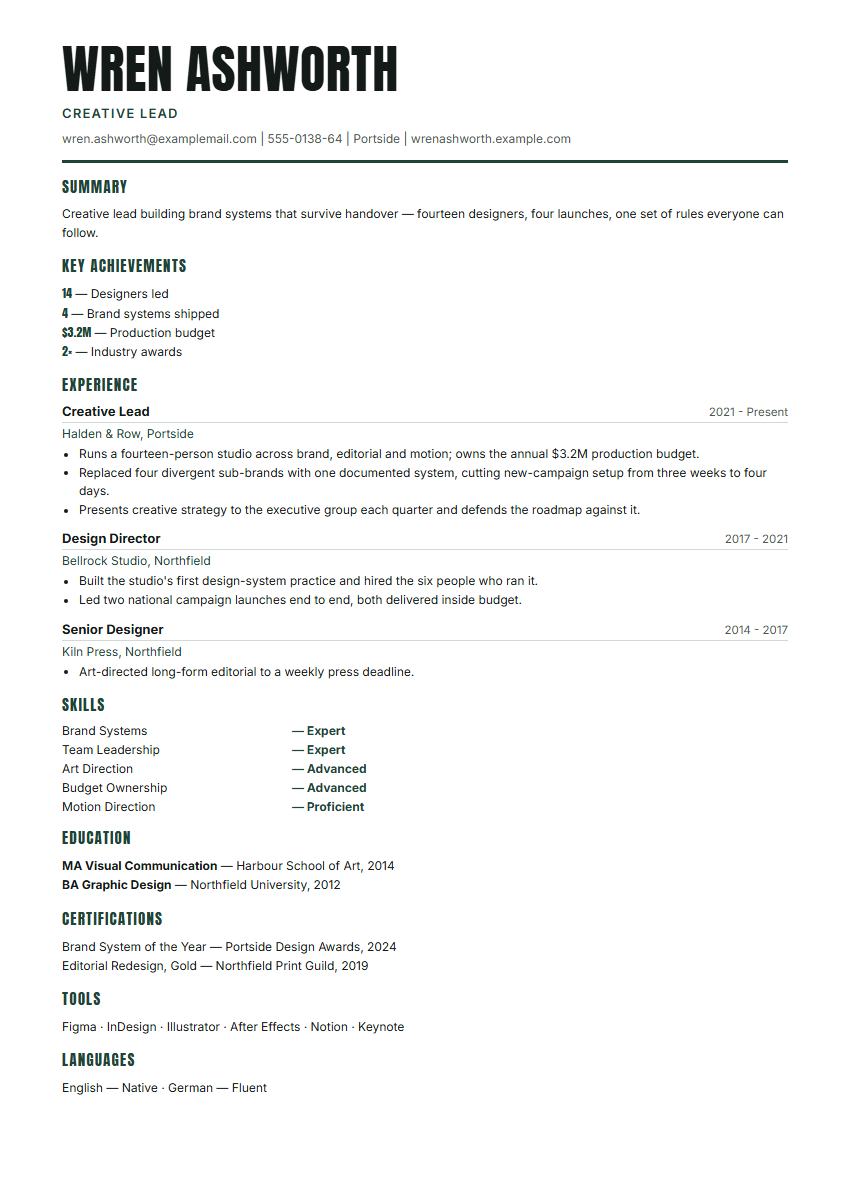 WREN ASHWORTH
CREATIVE LEAD
wren.ashworth@examplemail.com | 555-0138-64 | Portside | wrenashworth.example.com
SUMMARY
Creative lead building brand systems that survive handover — fourteen designers, four launches, one set of rules everyone can
follow.
KEY ACHIEVEMENTS
14 — Designers led
4 — Brand systems shipped
$3.2M — Production budget
2× — Industry awards
EXPERIENCE
Creative Lead 2021 - Present
Halden & Row, Portside
• Runs a fourteen-person studio across brand, editorial and motion; owns the annual $3.2M production budget.
• Replaced four divergent sub-brands with one documented system, cutting new-campaign setup from three weeks to four
days.
• Presents creative strategy to the executive group each quarter and defends the roadmap against it.
Design Director 2017 - 2021
Bellrock Studio, Northfield
• Built the studio's first design-system practice and hired the six people who ran it.
• Led two national campaign launches end to end, both delivered inside budget.
Senior Designer 2014 - 2017
Kiln Press, Northfield
• Art-directed long-form editorial to a weekly press deadline.
SKILLS
Brand Systems — Expert
Team Leadership — Expert
Art Direction — Advanced
Budget Ownership — Advanced
Motion Direction — Proficient
EDUCATION
MA Visual Communication — Harbour School of Art, 2014
BA Graphic Design — Northfield University, 2012
CERTIFICATIONS
Brand System of the Year — Portside Design Awards, 2024
Editorial Redesign, Gold — Northfield Print Guild, 2019
TOOLS
Figma · InDesign · Illustrator · After Effects · Notion · Keynote
LANGUAGES
English — Native · German — Fluent